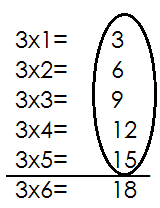 3x1= 3
3x2= 6
3x3= 9
3x4= 12
3x5= 15
3x6= 18